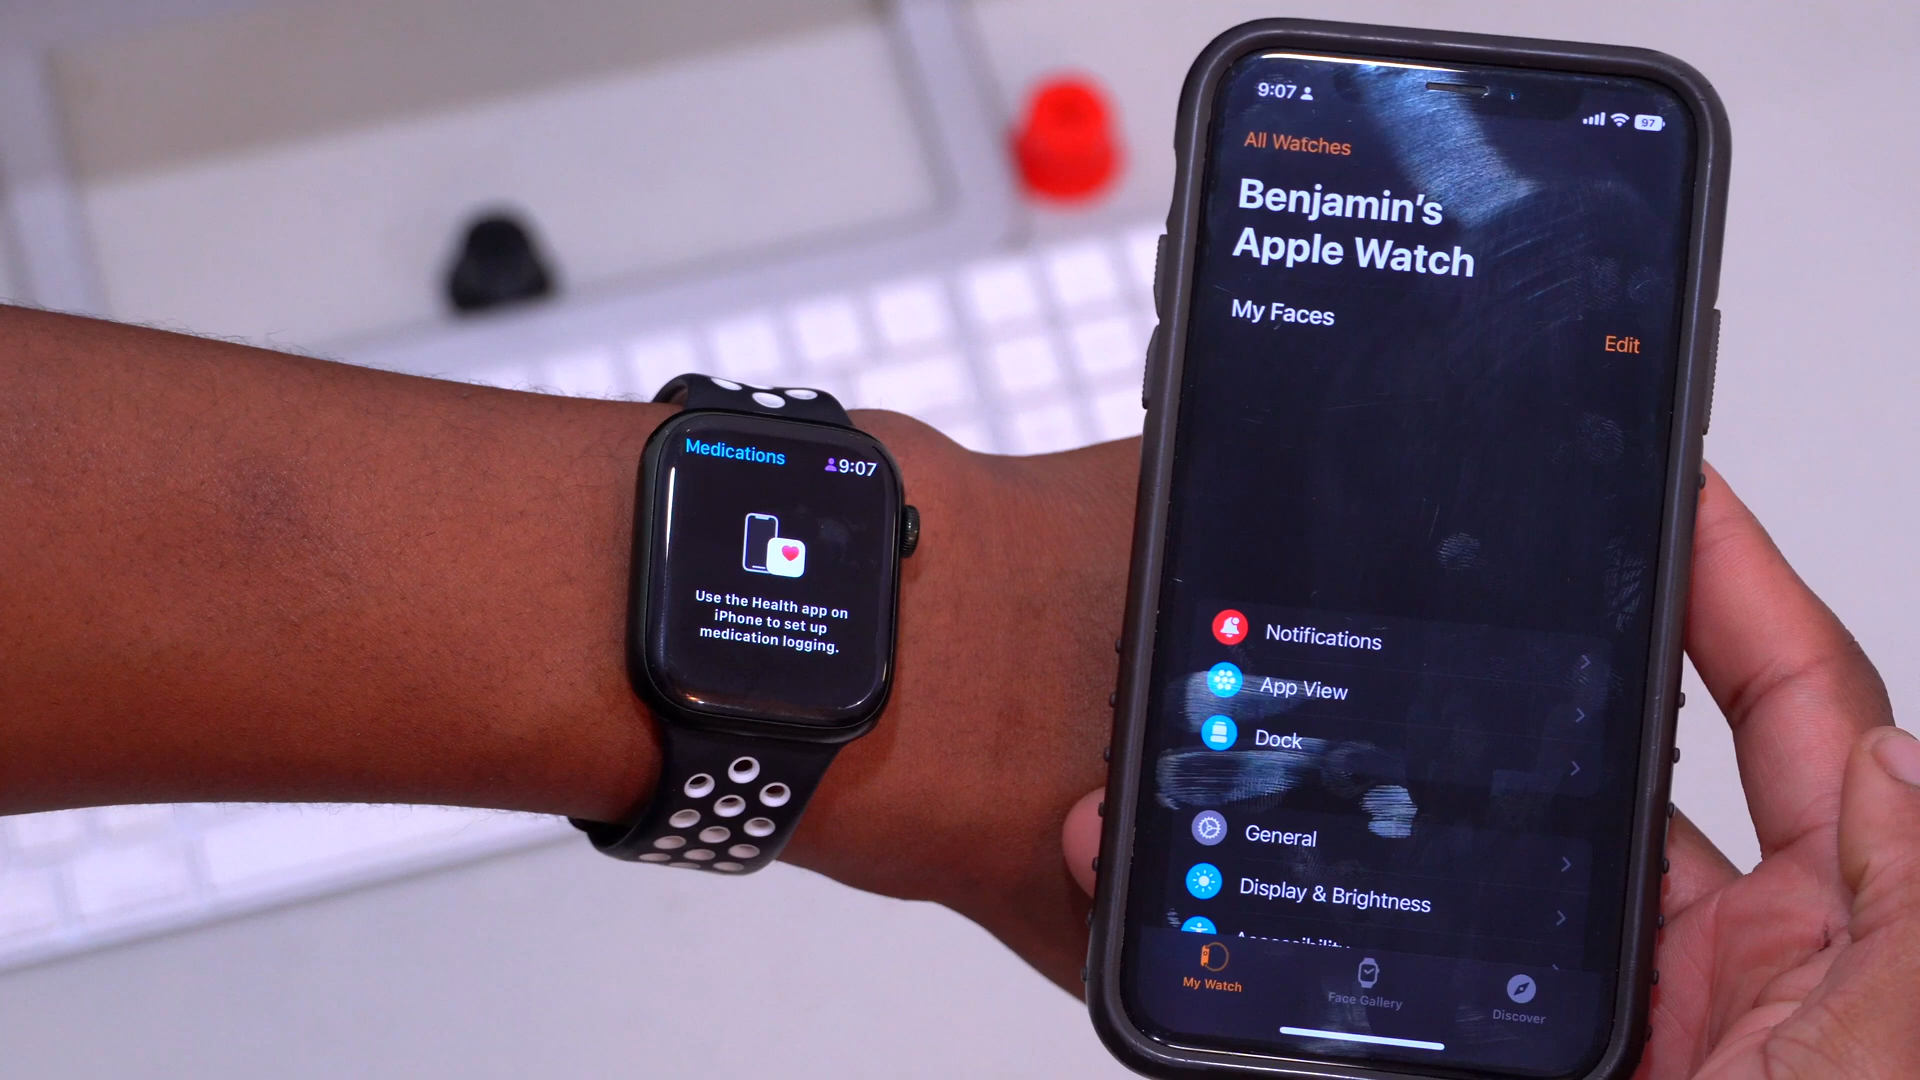 Medications
9:07
Use the Health app on
iPhone to set up
medication logging.
9:07
97
All Watches
Benjamin's
Apple Watch
My Faces
Edit
Notifications
App View
Dock
General
Display & Brightness
Accessibility
My Watch
Face Gallery
Discover